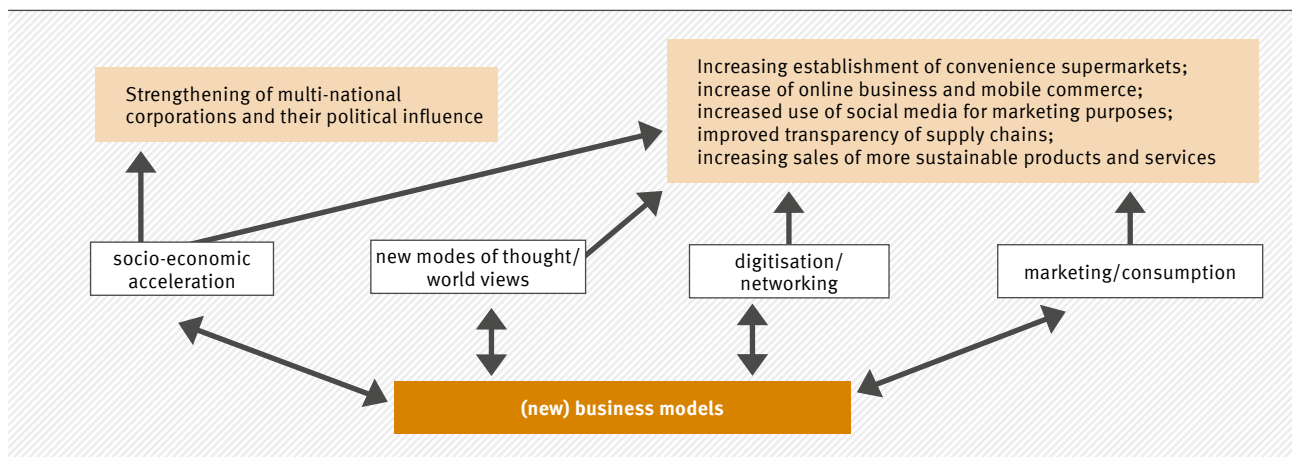 Strengthening of multi-national
corporations and their political influence
Increasing establishment of convenience supermarkets;
increase of online business and mobile commerce;
increased use of social media for marketing purposes;
improved transparency of supply chains;
increasing sales of more sustainable products and services
socio-economic
acceleration
new modes of thought/
world views
digitisation/
networking
marketing/consumption
(new) business models